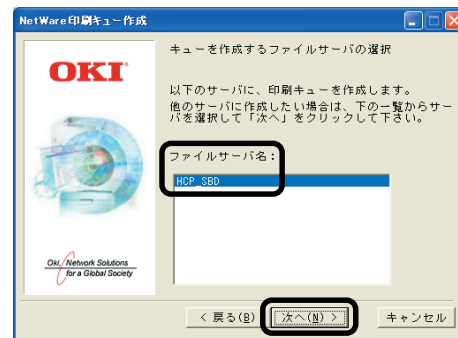 NetWare印刷キュー作成
OKI
キューを作成するファイルサーバの選択
以下のサーバに、印刷キューを作成します。
他のサーバに作成したい場合は、下の一覧からサー
バを選択して「次へ」をクリックして下さい。
ファイルサーバ名：
HCP_SBD
Oki, Network Solutions
for a Global Society
< 戻る(B)
次へ(N) >
キャンセル